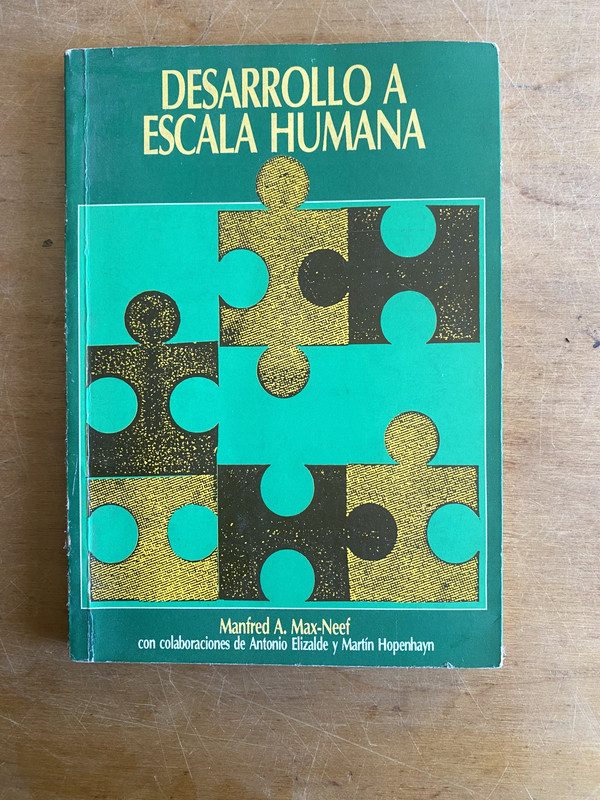 DESARROLLO A
ESCALA HUMANA
Manfred A. Max-Neef
con colaboraciones de Antonio Elizalde y Martín Hopenhayn